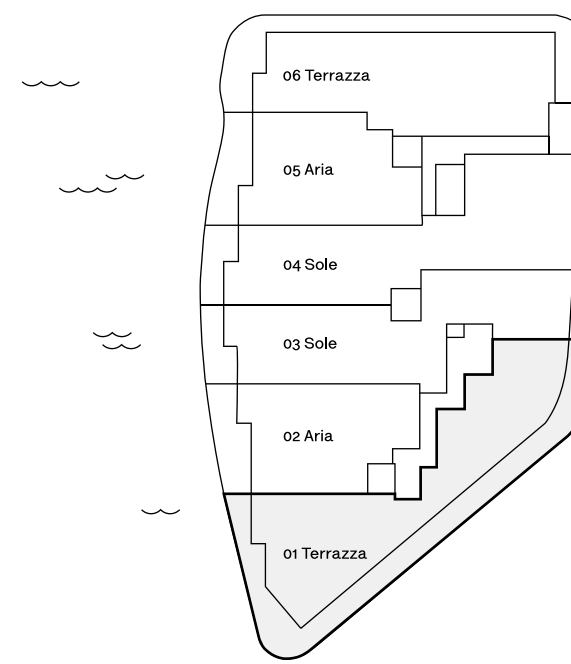 06 Terrazza
05 Aria
04 Sole
03 Sole
02 Aria
01 Terrazza